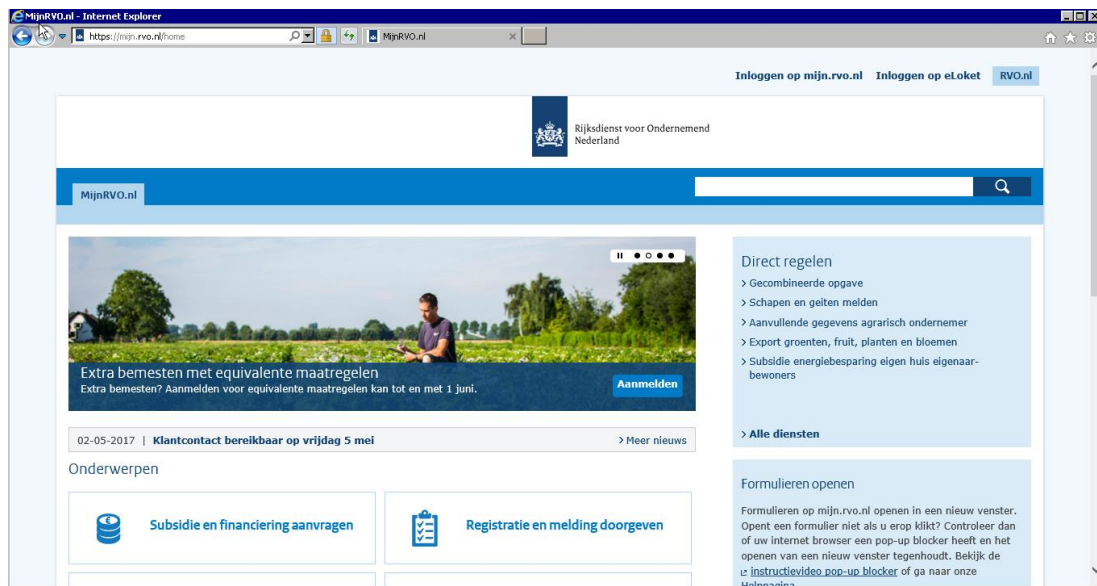 MijnRVO.nl - Internet Explorer
https://mijn.rvo.nl/home
MijnRVO.nl
Inloggen op mijn.rvo.nl Inloggen op eLoket RVO.nl
Rijksdienst voor Ondernemend
Nederland
MijnRVO.nl
Extra bemesten met equivalente maatregelen
Extra bemesten? Aanmelden voor equivalente maatregelen kan tot en met 1 juni.
Aanmelden
02-05-2017 | Klantcontact bereikbaar op vrijdag 5 mei
> Meer nieuws
Onderwerpen
Subsidie en financiering aanvragen
Registratie en melding doorgeven
Direct regelen
> Gecombineerde opgave
> Schapen en geiten melden
> Aanvullende gegevens agrarisch ondernemer
> Export groenten, fruit, planten en bloemen
> Subsidie energiebesparing eigen huis eigenaar-
bewoners
> Alle diensten
Formulieren openen
Formulieren op mijn.rvo.nl openen in een nieuw venster.
Opent een formulier niet als u erop klikt? Controleer dan
of uw internet browser een pop-up blocker heeft en het
openen van een nieuw venster tegenhoudt. Bekijk de
instructievideo pop-up blocker of ga naar onze
Helppagina